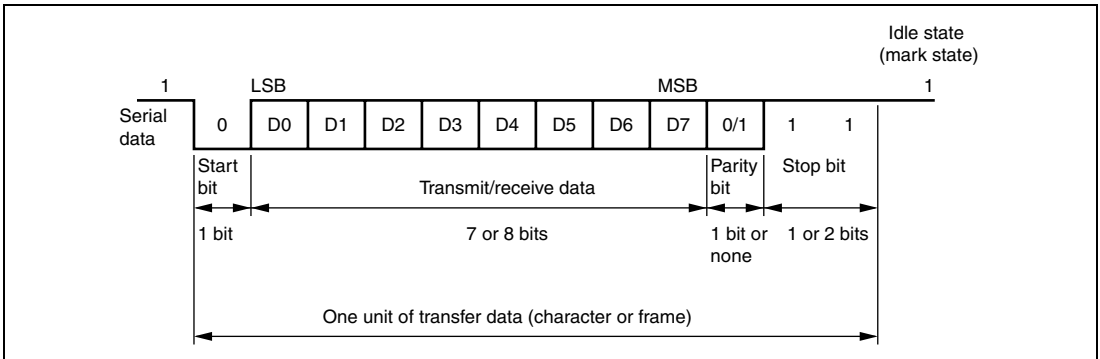 Idle state
(mark state)
1 LSB MSB 1
Serial
data
0 D0 D1 D2 D3 D4 D5 D6 D7 0/1 1 1
Start
bit
Transmit/receive data
Parity
bit
Stop bit
1 bit
7 or 8 bits
1 bit or
none
1 or 2 bits
One unit of transfer data (character or frame)